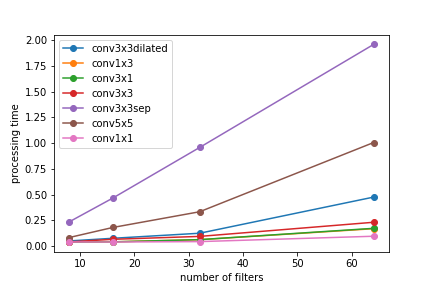 2.00
1.75
1.50
1.25
1.00
0.75
0.50
0.25
0.00
processing time
conv3x3dilated
conv1x3
conv3x1
conv3x3
conv3x3sep
conv5x5
conv1x1
10 20 30 40 50 60
number of filters